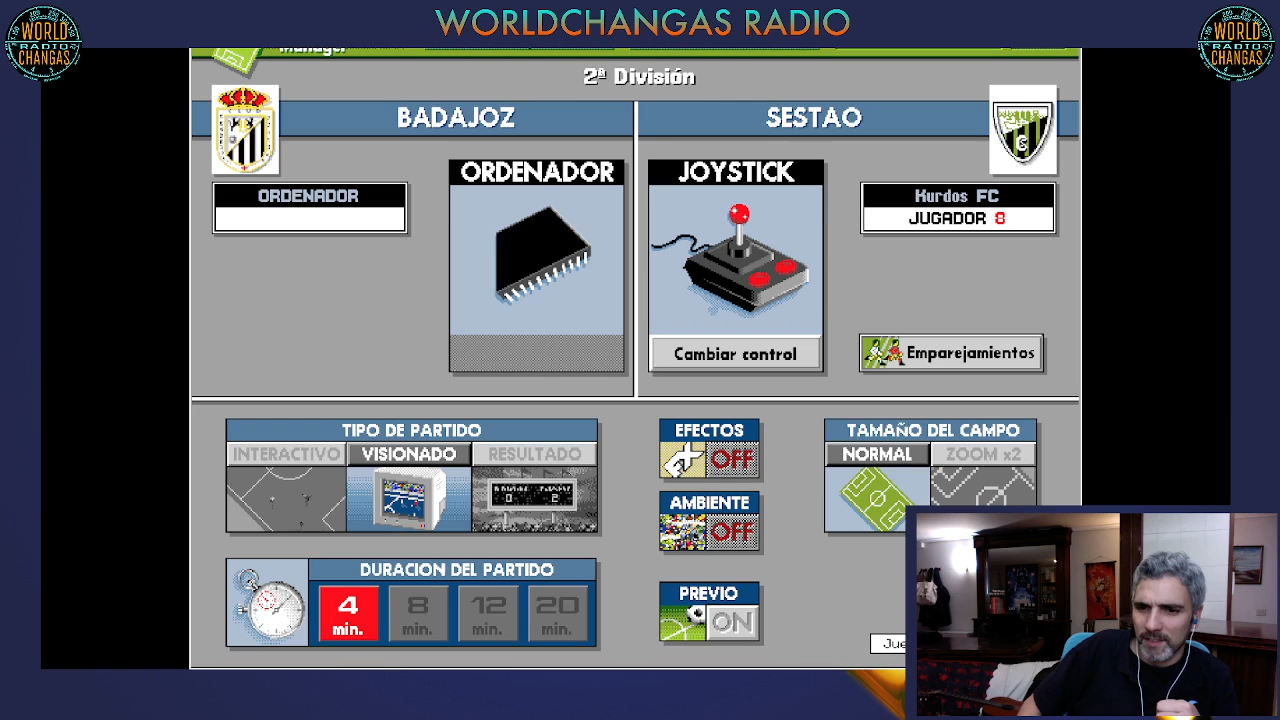 WORLDCHANGAS RADIO
WORLD
RADIO
CHANGAS
WORLD
RADIO
CHANGAS
Manager
2ª División
BADAJOZ
SESTAO
ORDENADOR
JOYSTICK
ORDENADOR
Kurdos FC
JUGADOR 8
Cambiar control
Emparejamientos
TIPO DE PARTIDO
INTERACTIVO VISIONADO RESULTADO
EFECTOS
OFF
TAMAÑO DEL CAMPO
NORMAL ZOOM x2
AMBIENTE
OFF
DURACION DEL PARTIDO
4 min.
8 min.
12 min.
20 min.
PREVIO
ON